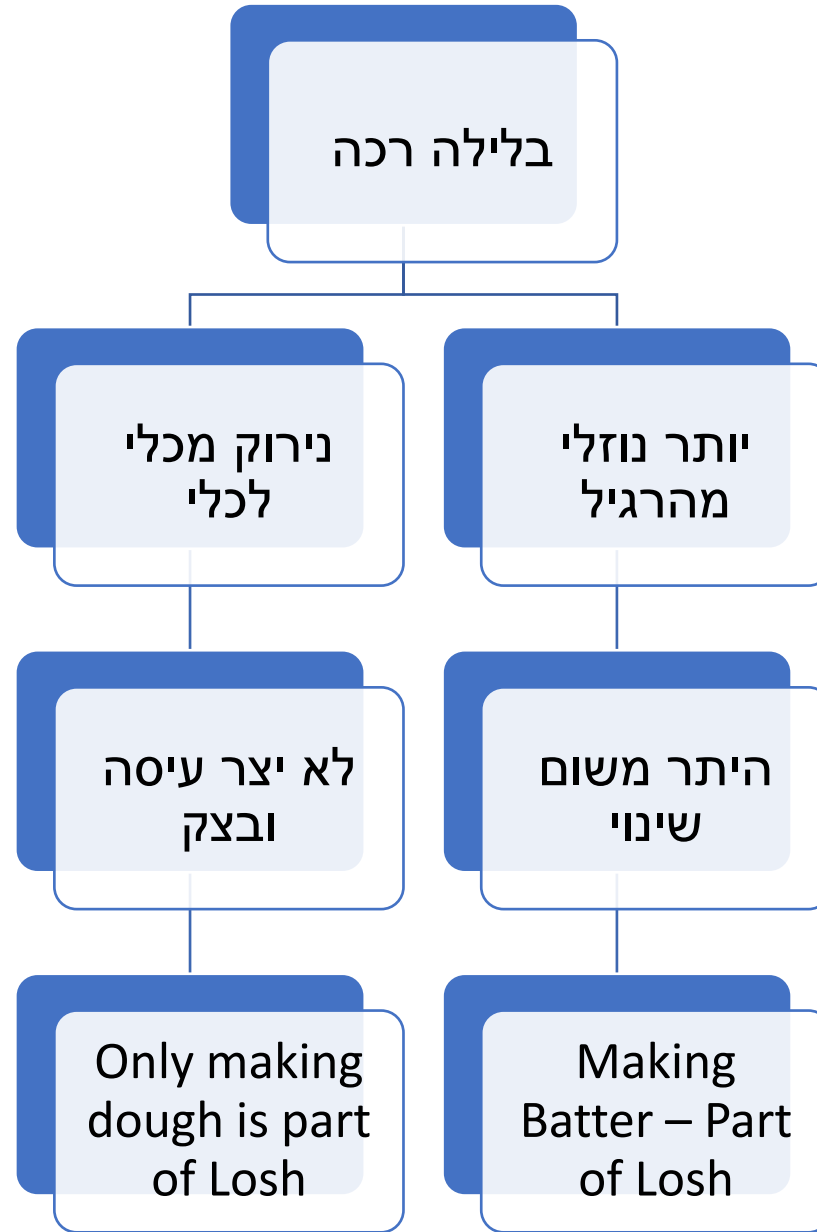 בלילה רכה
נירוק מכלי
לכלי
יותר נוזלי
מהרגיל
לא יצר עיסה
ובצק
היתר משום
שינוי
Only making
dough is part
of Losh
Making
Batter – Part
of Losh